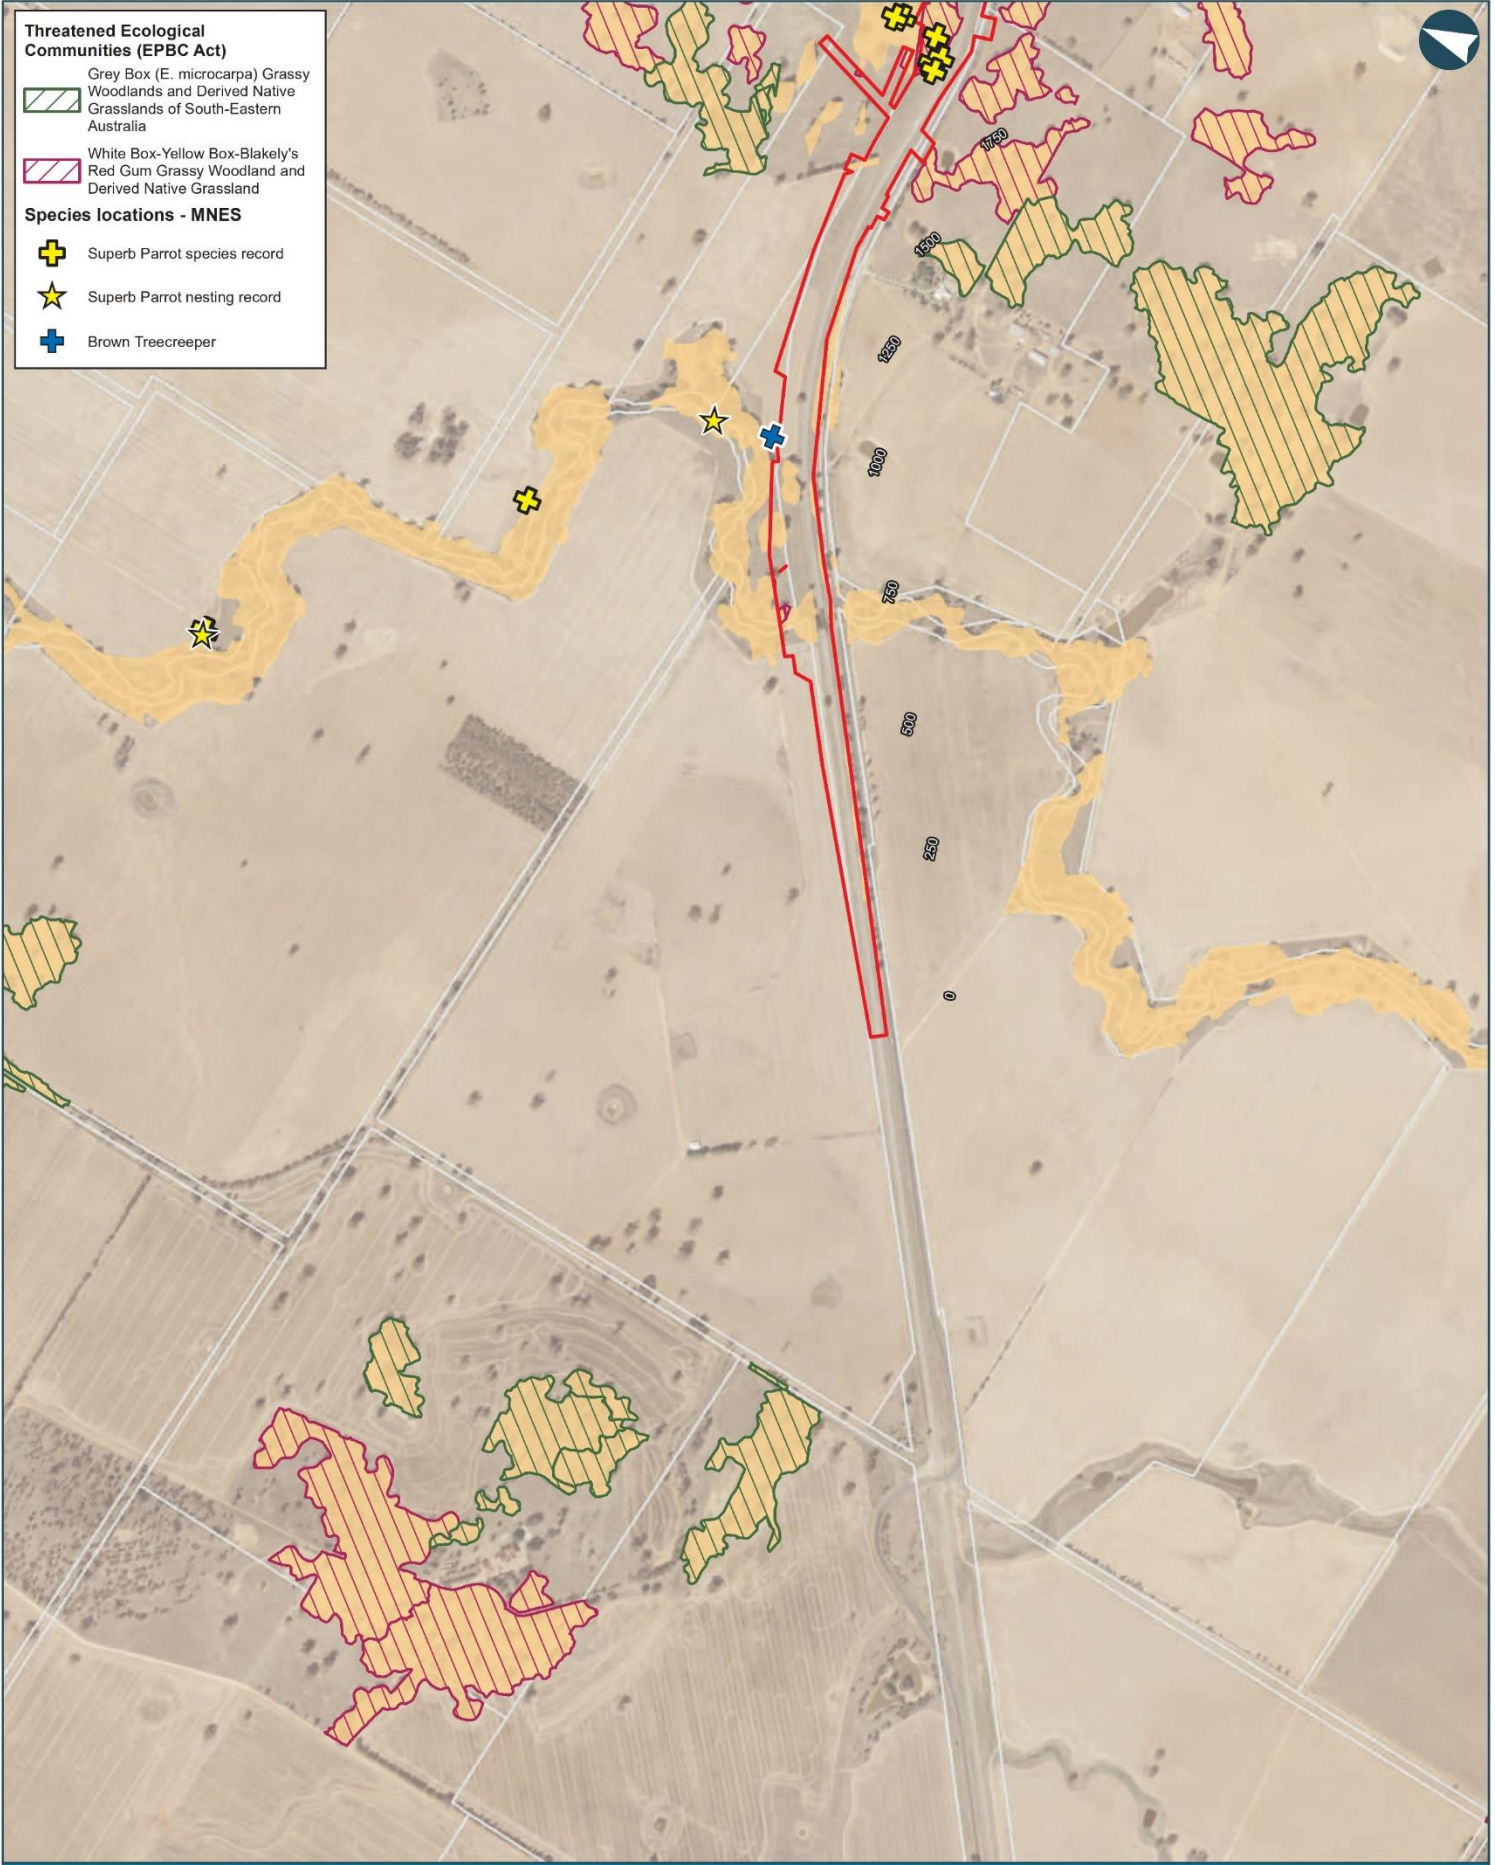 Threatened Ecological
Communities (EPBC Act)
Grey Box (E. microcarpa) Grassy
Woodlands and Derived Native
Grasslands of South-Eastern
Australia
White Box-Yellow Box-Blakely's
Red Gum Grassy Woodland and
Derived Native Grassland
Species locations - MNES
Superb Parrot species record
Superb Parrot nesting record
Brown Treecreeper
1750
1500
1250
1000
750
500
250
0